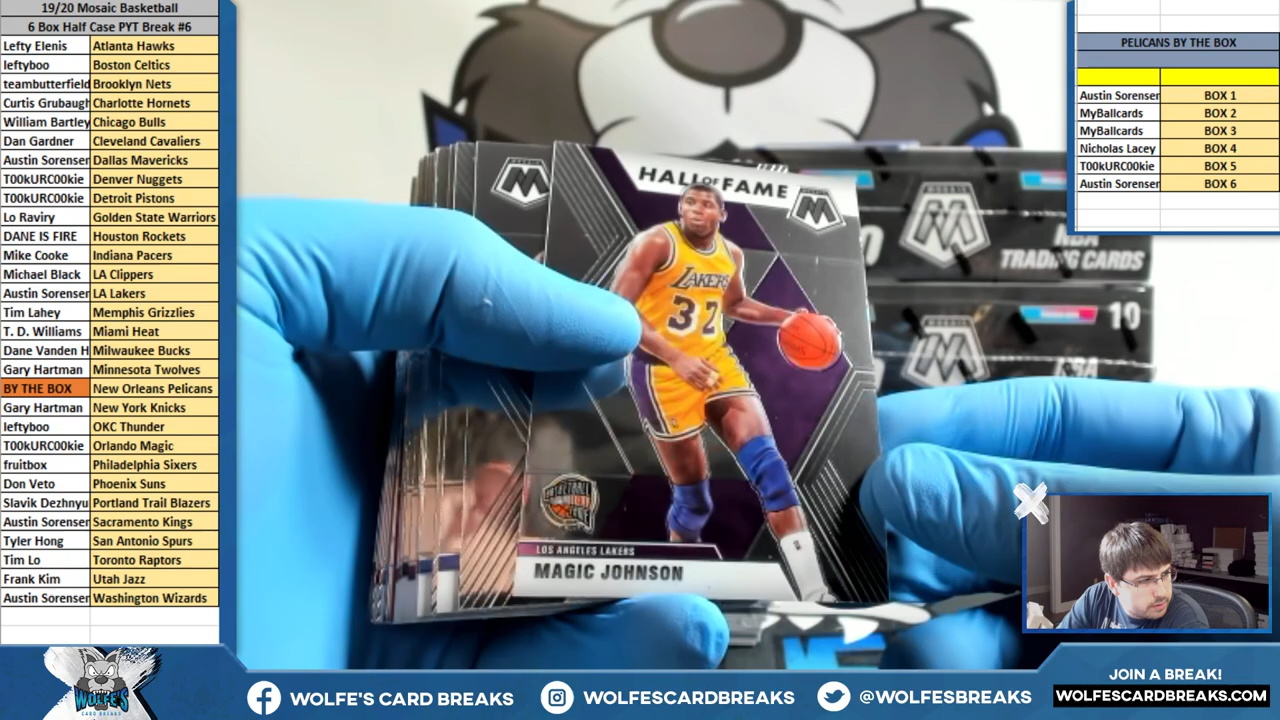 19/20 Mosaic Basketball
6 Box Half Case PYT Break #6
Lefty Elenis Atlanta Hawks
leftyboo Boston Celtics
teambutterfield Brooklyn Nets
Curtis Grubaugh Charlotte Hornets
William Bartley Chicago Bulls
Dan Gardner Cleveland Cavaliers
Austin Sorensen Dallas Mavericks
T00kURC00kie Denver Nuggets
T00kURC00kie Detroit Pistons
Lo Raviry Golden State Warriors
DANE IS FIRE Houston Rockets
Mike Cooke Indiana Pacers
Michael Black LA Clippers
Austin Sorensen LA Lakers
Tim Lahey Memphis Grizzlies
T. D. Williams Miami Heat
Dane Vanden H Milwaukee Bucks
Gary Hartman Minnesota Twolves
BY THE BOX New Orleans Pelicans
Gary Hartman New York Knicks
leftyboo OKC Thunder
T00kURC00kie Orlando Magic
fruitbox Philadelphia Sixers
Don Veto Phoenix Suns
Slavik Dezhnyu Portland Trail Blazers
Austin Sorensen Sacramento Kings
Tyler Hong San Antonio Spurs
Tim Lo Toronto Raptors
Frank Kim Utah Jazz
Austin Sorensen Washington Wizards
PELICANS BY THE BOX
Austin Sorensen BOX 1
MyBallcards BOX 2
MyBallcards BOX 3
Nicholas Lacey BOX 4
T00kURC00kie BOX 5
Austin Sorensen BOX 6
HALL OF FAME
MOSAIC
LAKERS
32
LOS ANGELES LAKERS
MAGIC JOHNSON
NBA
TRADING CARDS
10
NBA
WOLFE'S
CARD BREAKS
WOLFE'S CARD BREAKS
WOLFESCARDBREAKS
@WOLFESBREAKS
JOIN A BREAK!
WOLFESCARDBREAKS.COM